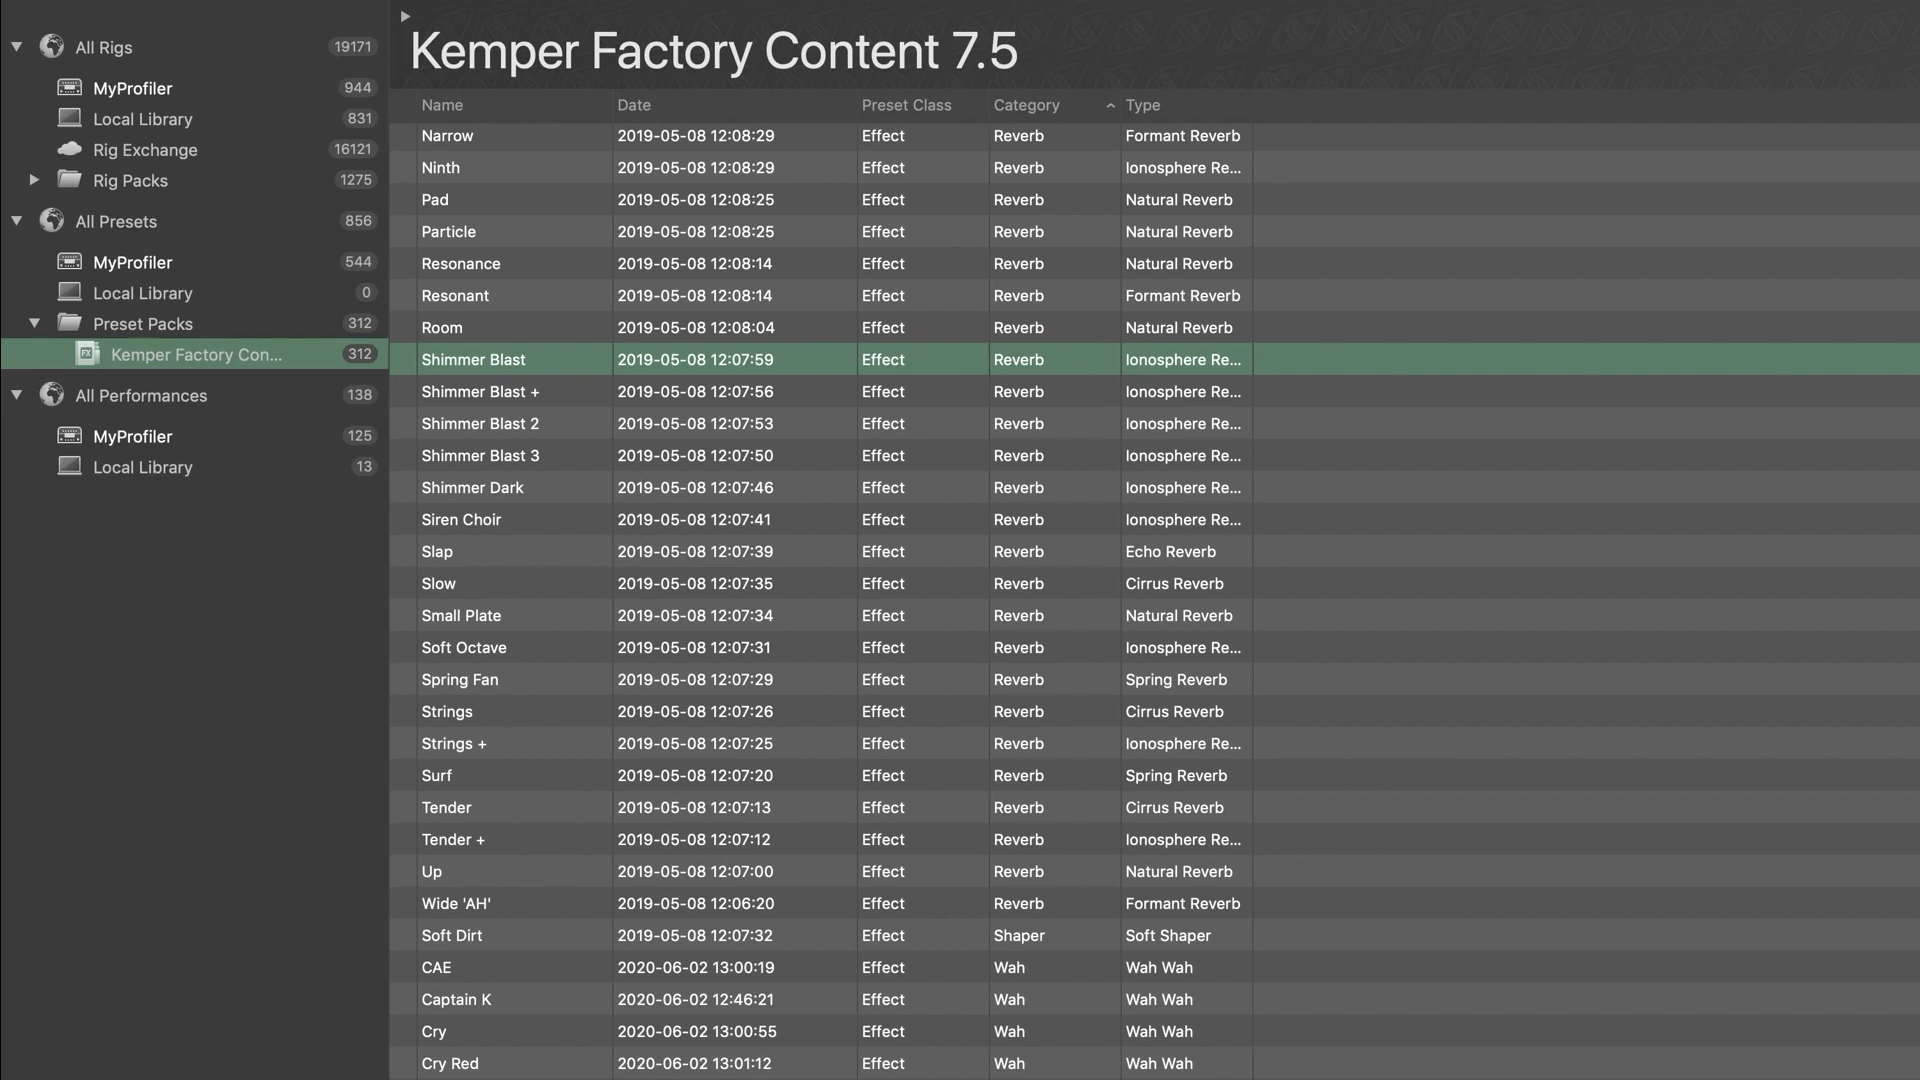 All Rigs 19171
MyProfiler 944
Local Library 831
Rig Exchange 16121
Rig Packs 1275
All Presets 856
MyProfiler 544
Local Library 0
Preset Packs 312
FX Kemper Factory Con... 312
All Performances 138
MyProfiler 125
Local Library 13
Kemper Factory Content 7.5
Name Date Preset Class Category Type
Narrow 2019-05-08 12:08:29 Effect Reverb Formant Reverb
Ninth 2019-05-08 12:08:29 Effect Reverb Ionosphere Re...
Pad 2019-05-08 12:08:25 Effect Reverb Natural Reverb
Particle 2019-05-08 12:08:25 Effect Reverb Natural Reverb
Resonance 2019-05-08 12:08:14 Effect Reverb Natural Reverb
Resonant 2019-05-08 12:08:14 Effect Reverb Formant Reverb
Room 2019-05-08 12:08:04 Effect Reverb Natural Reverb
Shimmer Blast 2019-05-08 12:07:59 Effect Reverb Ionosphere Re...
Shimmer Blast + 2019-05-08 12:07:56 Effect Reverb Ionosphere Re...
Shimmer Blast 2 2019-05-08 12:07:53 Effect Reverb Ionosphere Re...
Shimmer Blast 3 2019-05-08 12:07:50 Effect Reverb Ionosphere Re...
Shimmer Dark 2019-05-08 12:07:46 Effect Reverb Ionosphere Re...
Siren Choir 2019-05-08 12:07:41 Effect Reverb Ionosphere Re...
Slap 2019-05-08 12:07:39 Effect Reverb Echo Reverb
Slow 2019-05-08 12:07:35 Effect Reverb Cirrus Reverb
Small Plate 2019-05-08 12:07:34 Effect Reverb Natural Reverb
Soft Octave 2019-05-08 12:07:31 Effect Reverb Ionosphere Re...
Spring Fan 2019-05-08 12:07:29 Effect Reverb Spring Reverb
Strings 2019-05-08 12:07:26 Effect Reverb Cirrus Reverb
Strings + 2019-05-08 12:07:25 Effect Reverb Ionosphere Re...
Surf 2019-05-08 12:07:20 Effect Reverb Spring Reverb
Tender 2019-05-08 12:07:13 Effect Reverb Cirrus Reverb
Tender + 2019-05-08 12:07:12 Effect Reverb Ionosphere Re...
Up 2019-05-08 12:07:00 Effect Reverb Natural Reverb
Wide 'AH' 2019-05-08 12:06:20 Effect Reverb Formant Reverb
Soft Dirt 2019-05-08 12:07:32 Effect Shaper Soft Shaper
CAE 2020-06-02 13:00:19 Effect Wah Wah Wah
Captain K 2020-06-02 12:46:21 Effect Wah Wah Wah
Cry 2020-06-02 13:00:55 Effect Wah Wah Wah
Cry Red 2020-06-02 13:01:12 Effect Wah Wah Wah